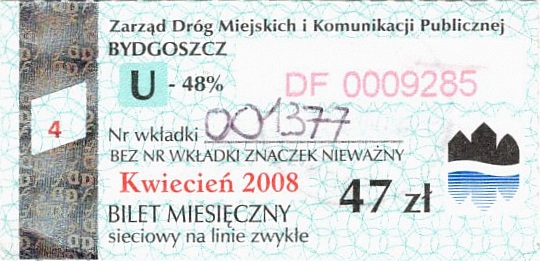 Zarząd Dróg Miejskich i Komunikacji Publicznej
BYDGOSZCZ
U - 48% DF 0009285
4
Nr wkładki 001377
BEZ NR WKŁADKI ZNACZEK NIEWAŻNY
Kwiecień 2008 47 zł
BILET MIESIĘCZNY
sieciowy na linie zwykłe